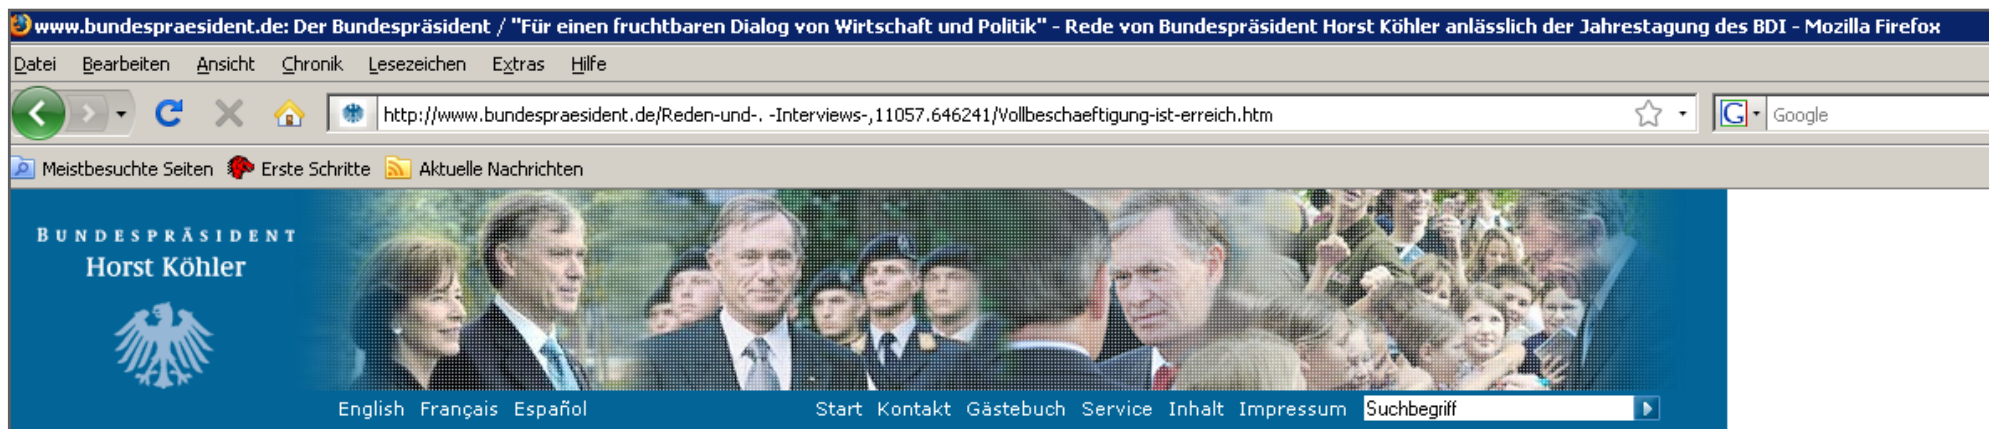 www.bundespraesident.de: Der Bundespräsident / "Für einen fruchtbaren Dialog von Wirtschaft und Politik" - Rede von Bundespräsident Horst Köhler anlässlich der Jahrestagung des BDI - Mozilla Firefox
Datei Bearbeiten Ansicht Chronik Lesezeichen Extras Hilfe
http://www.bundespraesident.de/Reden-und-. -Interviews-,11057.646241/Vollbeschaeftigung-ist-erreich.htm G Google
Meistbesuchte Seiten Erste Schritte Aktuelle Nachrichten
BUNDESPRÄSIDENT
Horst Köhler
English Français Español Start Kontakt Gästebuch Service Inhalt Impressum Suchbegriff